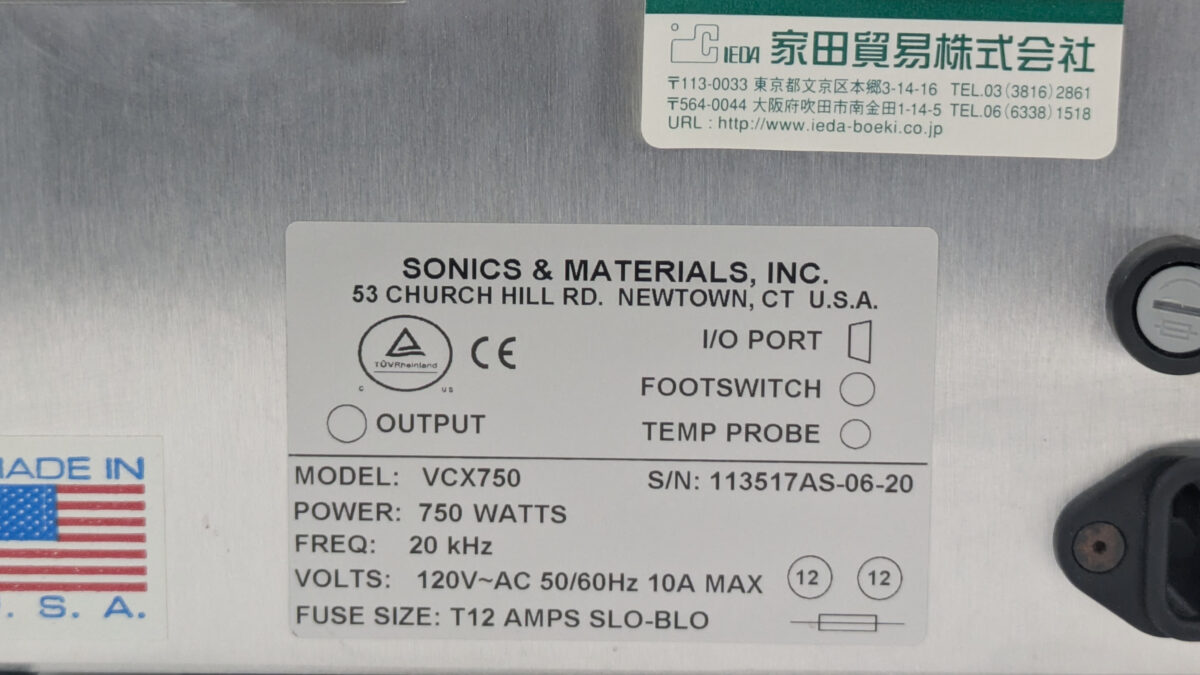 IEDA 家田貿易株式会社
〒113-0033 東京都文京区本郷3-14-16 TEL.03(3816)2861
〒564-0044 大阪府吹田市南金田1-14-5 TEL.06(6338)1518
URL : http://www.ieda-boeki.co.jp
SONICS & MATERIALS, INC.
53 CHURCH HILL RD. NEWTOWN, CT U.S.A.
TÜVRheinland
C US
CE
I/O PORT
FOOTSWITCH
OUTPUT
TEMP PROBE
MODEL: VCX750 S/N: 113517AS-06-20
POWER: 750 WATTS
FREQ: 20 kHz
VOLTS: 120V~AC 50/60Hz 10A MAX 12 12
FUSE SIZE: T12 AMPS SLO-BLO
MADE IN
U. S. A.